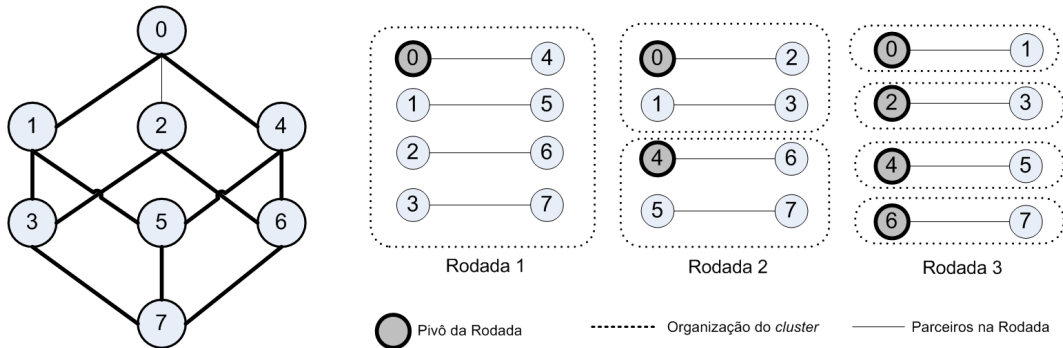 0
1 2 4
3 5 6
7
0 4
1 5
2 6
3 7
Rodada 1
0 2
1 3
4 6
5 7
Rodada 2
0 1
2 3
4 5
6 7
Rodada 3
Pivô da Rodada
Organização do cluster
Parceiros na Rodada